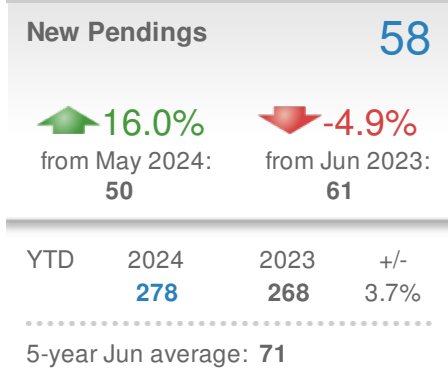 New Pendings 58
16.0% -4.9%
from May 2024: from Jun 2023:
50 61
YTD 2024 2023 +/-
278 268 3.7%
5-year Jun average: 71